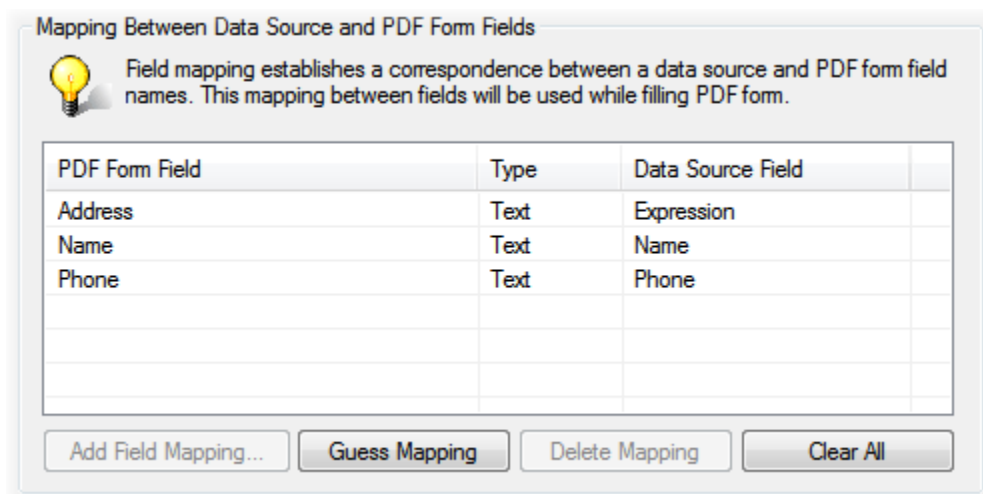 Mapping Between Data Source and PDF Form Fields
Field mapping establishes a correspondence between a data source and PDF form field
names. This mapping between fields will be used while filling PDF form.
PDF Form Field Type Data Source Field
Address Text Expression
Name Text Name
Phone Text Phone
Add Field Mapping... Guess Mapping Delete Mapping Clear All